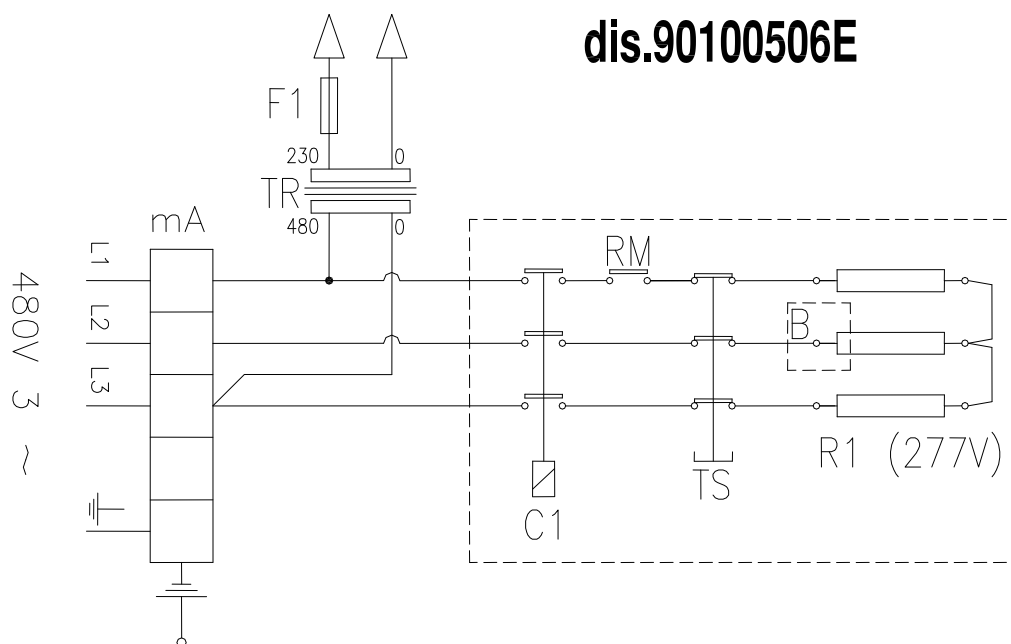 dis.90100506E
F1
230 0
TR
480 0
mA
RM
L1
L2
L3
480V 3 ~
B
R1 (277V)
TS
C1